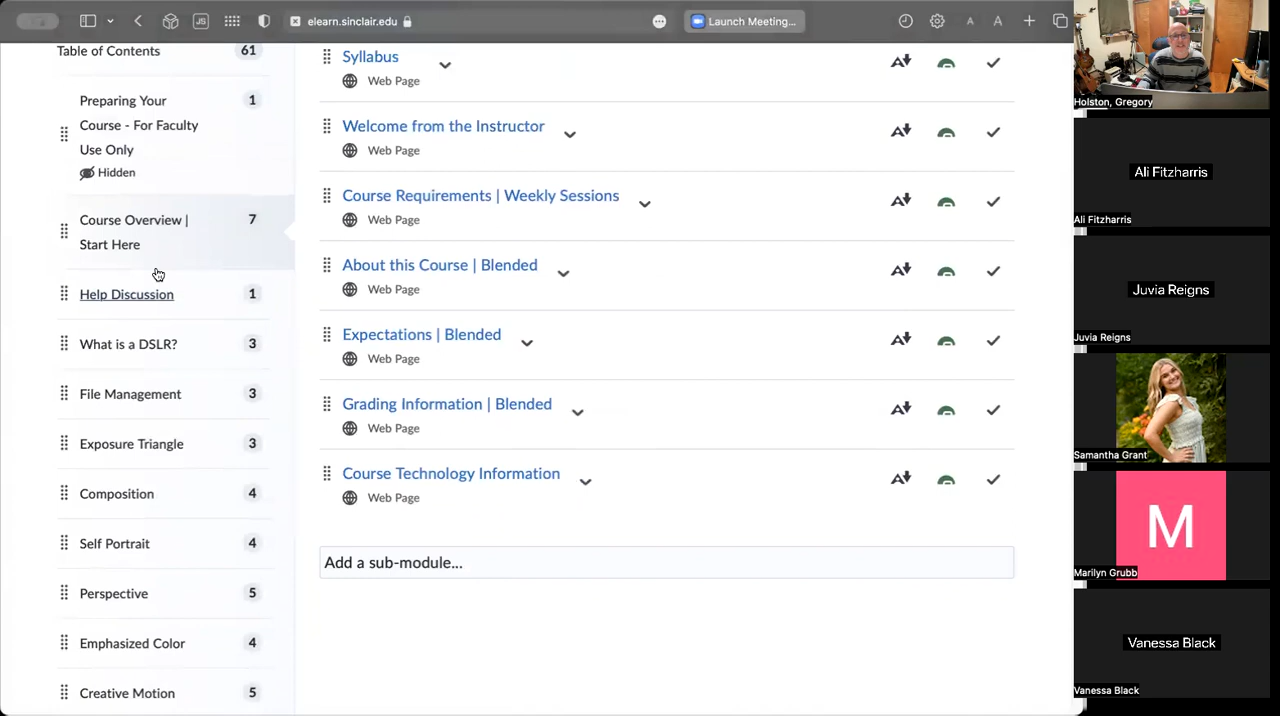 elearn.sinclair.edu
Launch Meeting...
A
A
Table of Contents
61
Preparing Your
Course - For Faculty
Use Only
1
Hidden
Course Overview |
Start Here
7
Help Discussion
1
What is a DSLR?
3
File Management
3
Exposure Triangle
3
Composition
4
Self Portrait
4
Perspective
5
Emphasized Color
4
Creative Motion
5
Syllabus
Web Page
Welcome from the Instructor
Web Page
Course Requirements | Weekly Sessions
Web Page
About this Course | Blended
Web Page
Expectations | Blended
Web Page
Grading Information | Blended
Web Page
Course Technology Information
Web Page
Add a sub-module...
Holston, Gregory
Ali Fitzharris
Ali Fitzharris
Juvia Reigns
Juvia Reigns
Samantha Grant
M
Marilyn Grubb
Vanessa Black
Vanessa Black